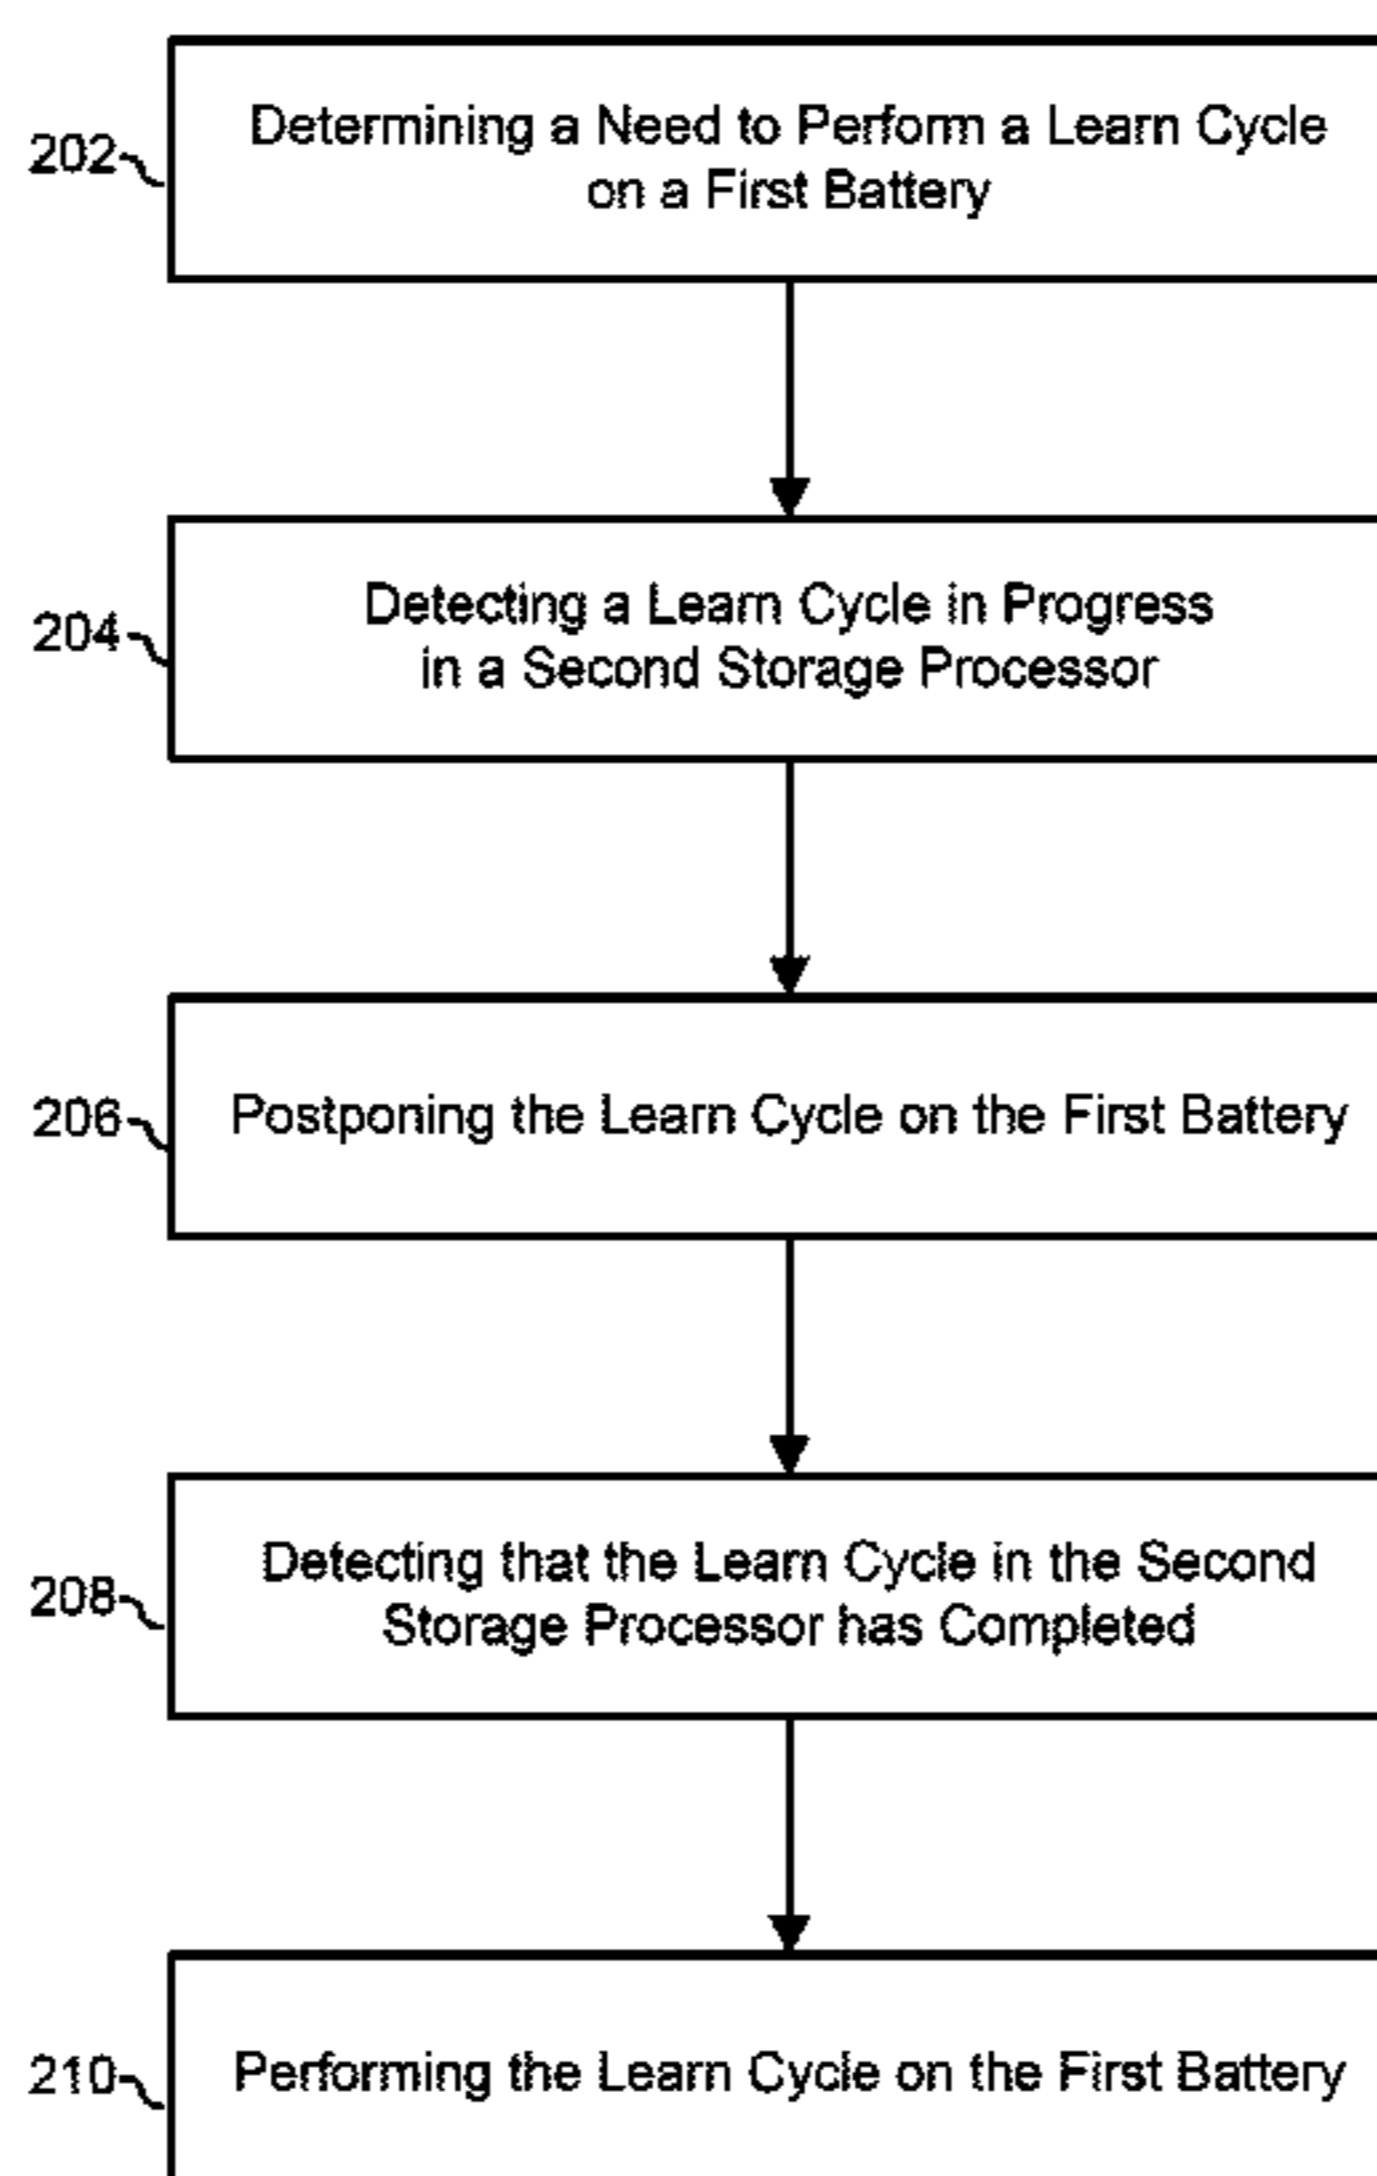 202
Determining a Need to Perform a Learn Cycle
on a First Battery
204
Detecting a Learn Cycle in Progress
in a Second Storage Processor
206
Postponing the Learn Cycle on the First Battery
208
Detecting that the Learn Cycle in the Second
Storage Processor has Completed
210
Performing the Learn Cycle on the First Battery